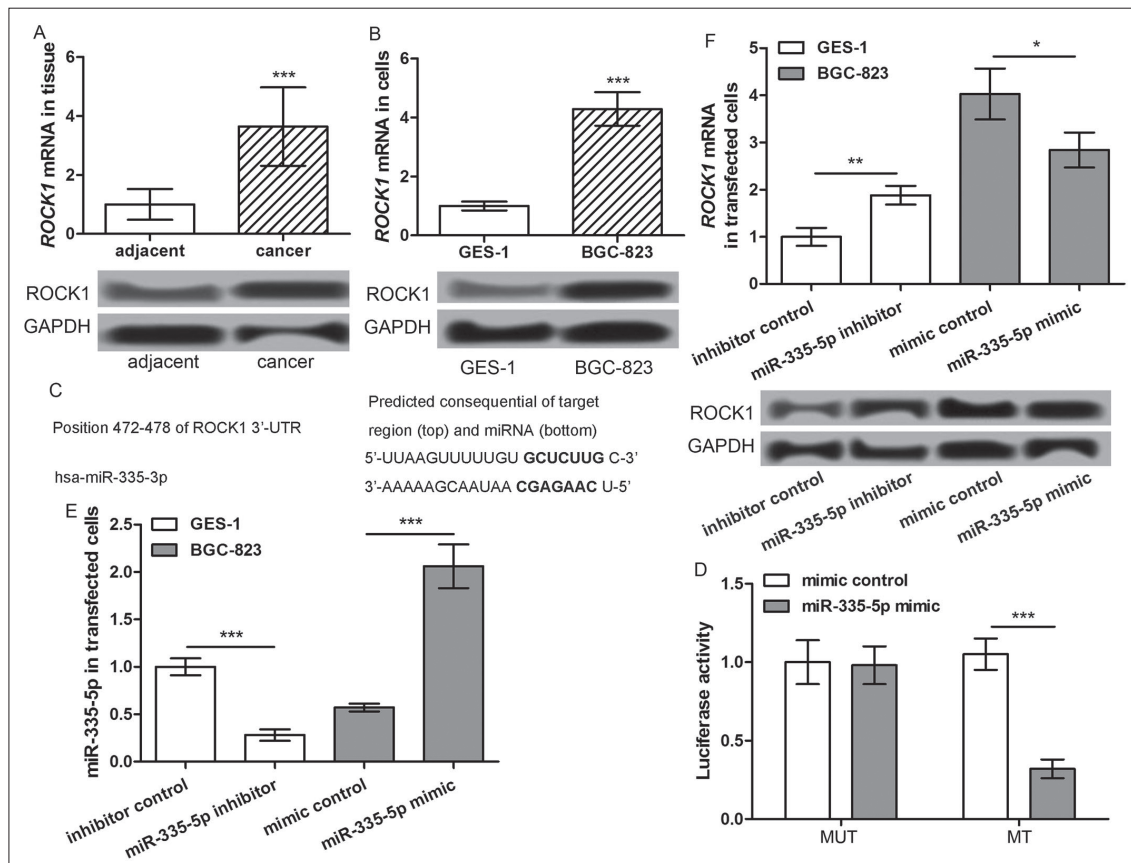 A
ROCK1 mRNA in tissue
6
4
2
0
***
adjacent
cancer
ROCK1
GAPDH
adjacent
cancer
B
ROCK1 mRNA in cells
6
4
2
0
***
GES-1
BGC-823
ROCK1
GAPDH
GES-1
BGC-823
C
Position 472-478 of ROCK1 3'-UTR
hsa-miR-335-3p
Predicted consequential of target
region (top) and miRNA (bottom)
5'-UUAAGUUUUUGU GCUCUUG C-3'
3'-AAAAAGCAAUAA CGAGAAC U-5'
E
miR-335-5p in transfected cells
2.5
2.0
1.5
1.0
0.5
0.0
GES-1
BGC-823
***
***
inhibitor control
miR-335-5p inhibitor
mimic control
miR-335-5p mimic
F
ROCK1 mRNA
in transfected cells
5
4
3
2
1
0
GES-1
BGC-823
**
*
inhibitor control
miR-335-5p inhibitor
mimic control
miR-335-5p mimic
ROCK1
GAPDH
inhibitor control
miR-335-5p inhibitor
mimic control
miR-335-5p mimic
D
Luciferase activity
1.5
1.0
0.5
0.0
mimic control
miR-335-5p mimic
***
MUT
MT